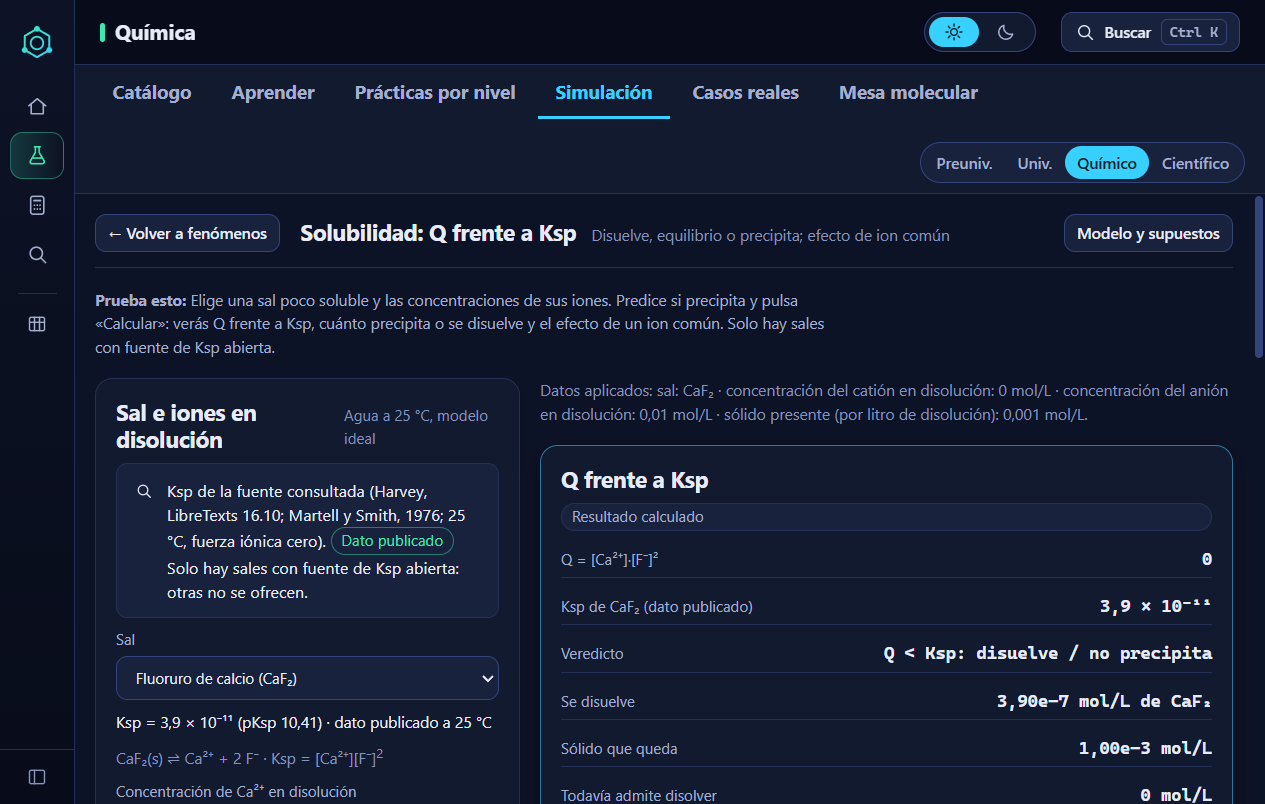 Química
Buscar Ctrl K
Catálogo Aprender Prácticas por nivel Simulación Casos reales Mesa molecular
Preuniv. Univ. Químico Científico
← Volver a fenómenos
Solubilidad: Q frente a Ksp
Disuelve, equilibrio o precipita; efecto de ion común
Modelo y supuestos
Prueba esto: Elige una sal poco soluble y las concentraciones de sus iones. Predice si precipita y pulsa
«Calcular»: verás Q frente a Ksp, cuánto precipita o se disuelve y el efecto de un ion común. Solo hay sales
con fuente de Ksp abierta.
Sal e iones en
disolución
Agua a 25 °C, modelo
ideal
Ksp de la fuente consultada (Harvey,
LibreTexts 16.10; Martell y Smith, 1976; 25
°C, fuerza iónica cero). Dato publicado
Solo hay sales con fuente de Ksp abierta:
otras no se ofrecen.
Sal
Fluoruro de calcio (CaF₂)
Ksp = 3,9 × 10⁻¹¹ (pKsp 10,41) · dato publicado a 25 °C
CaF₂(s) ⇌ Ca²⁺ + 2 F⁻ · Ksp = [Ca²⁺][F⁻]²
Concentración de Ca²⁺ en disolución
Datos aplicados: sal: CaF₂ · concentración del catión en disolución: 0 mol/L · concentración del anión
en disolución: 0,01 mol/L · sólido presente (por litro de disolución): 0,001 mol/L.
Q frente a Ksp
Resultado calculado
Q = [Ca²⁺]·[F⁻]² 0
Ksp de CaF₂ (dato publicado) 3,9 × 10⁻¹¹
Veredicto Q < Ksp: disuelve / no precipita
Se disuelve 3,90e−7 mol/L de CaF₂
Sólido que queda 1,00e−3 mol/L
Todavía admite disolver 0 mol/L